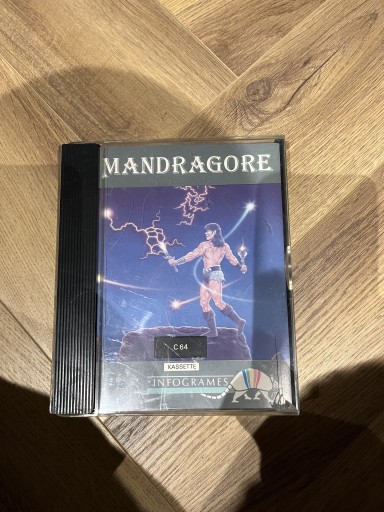 MANDRAGORE
C 64
KASSETTE
INFOGRAMES